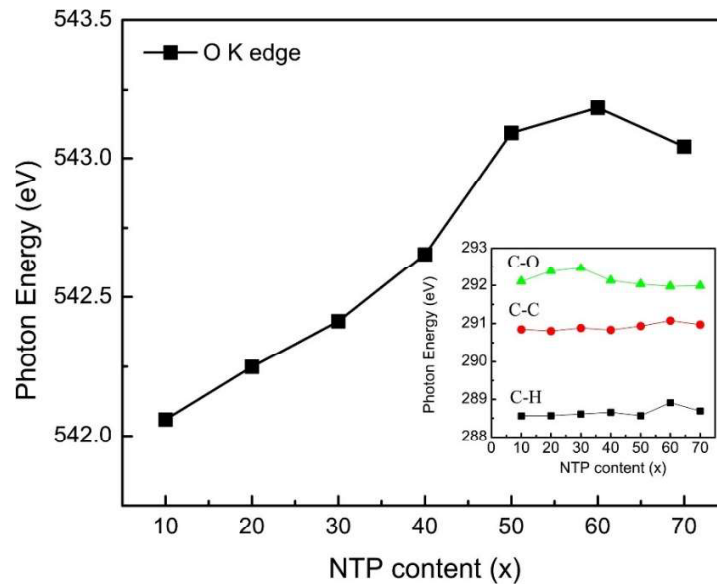 543.5
O K edge
543.0
542.5
542.0
Photon Energy (eV)
10 20 30 40 50 60 70
NTP content (x)
293
C-O
292
C-C
291
290
C-H
289
288
Photon Energy (eV)
0 10 20 30 40 50 60 70
NTP content (x)